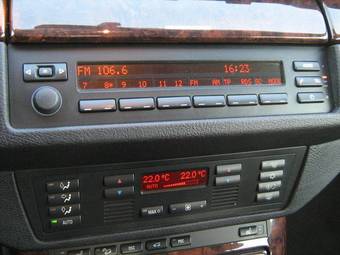 FM 106.6 16:23
7 8* 9 10 11 12 FM AM TP RDS SC MODE
22.0°C 22.0°C
AUTO
MAX
AUTO